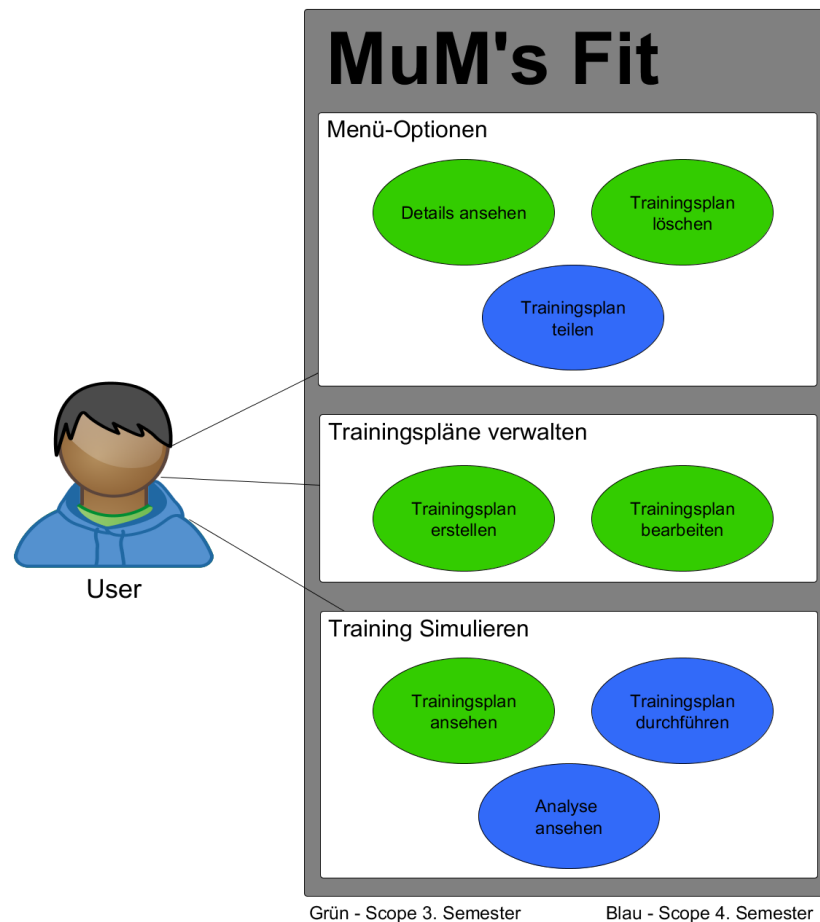 MuM's Fit
Menü-Optionen
Details ansehen
Trainingsplan
löschen
Trainingsplan
teilen
Trainingspläne verwalten
Trainingsplan
erstellen
Trainingsplan
bearbeiten
User
Training Simulieren
Trainingsplan
ansehen
Trainingsplan
durchführen
Analyse
ansehen
Grün - Scope 3. Semester
Blau - Scope 4. Semester